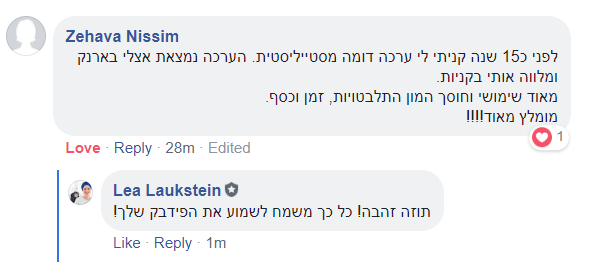 Zehava Nissim
לפני כ15 שנה קניתי לי ערכה דומה מסטייליסטית. הערכה נמצאת אצלי בארנק
ומלווה אותי בקניות.
מאוד שימושי וחוסך המון התלבטויות, זמן וכסף.
מומלץ מאוד!!!!
1
Love · Reply · 28m · Edited
Lea Laukstein
תוזה זהבה! כל כך משמח לשמוע את הפידבק שלך!
Like · Reply · 1m